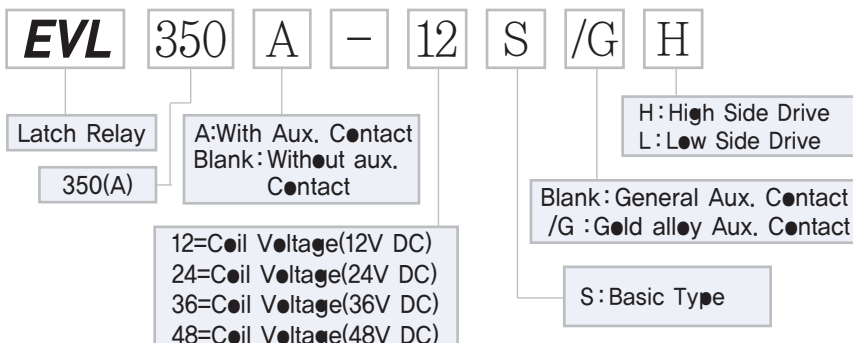 EVL 350 A - 12 S /G H
Latch Relay
350(A)
A:With Aux. Contact
Blank:Without aux.
Contact
12=Coil Voltage(12V DC)
24=Coil Voltage(24V DC)
36=Coil Voltage(36V DC)
48=Coil Voltage(48V DC)
H:High Side Drive
L:Low Side Drive
Blank:General Aux. Contact
/G :Gold alloy Aux. Contact
S:Basic Type